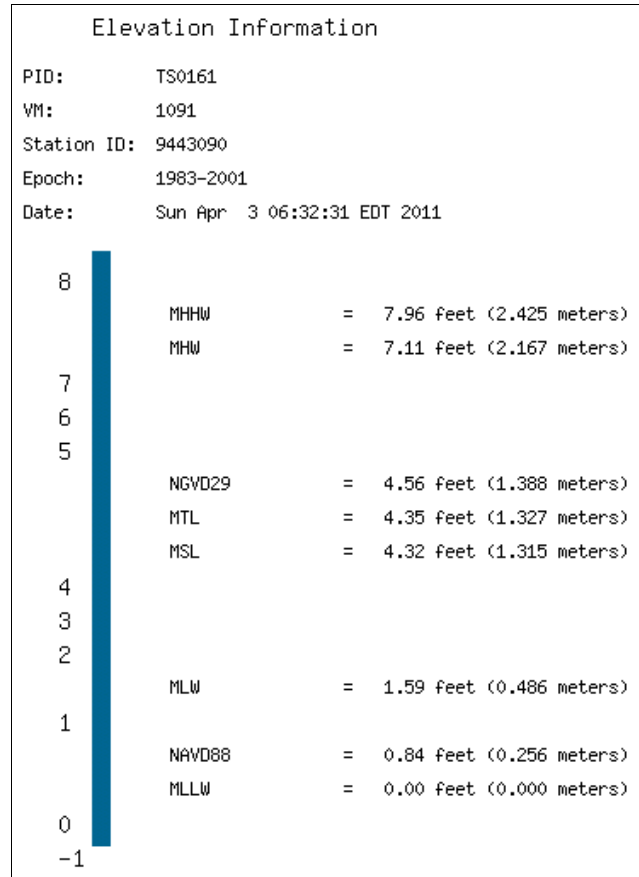 Elevation Information
PID: TS0161
VM: 1091
Station ID: 9443090
Epoch: 1983-2001
Date: Sun Apr 3 06:32:31 EDT 2011
8
MHHW = 7.96 feet (2.425 meters)
MHW = 7.11 feet (2.167 meters)
7
6
5
NGVD29 = 4.56 feet (1.388 meters)
MTL = 4.35 feet (1.327 meters)
MSL = 4.32 feet (1.315 meters)
4
3
2
MLW = 1.59 feet (0.486 meters)
1
NAVD88 = 0.84 feet (0.256 meters)
MLLW = 0.00 feet (0.000 meters)
0
-1